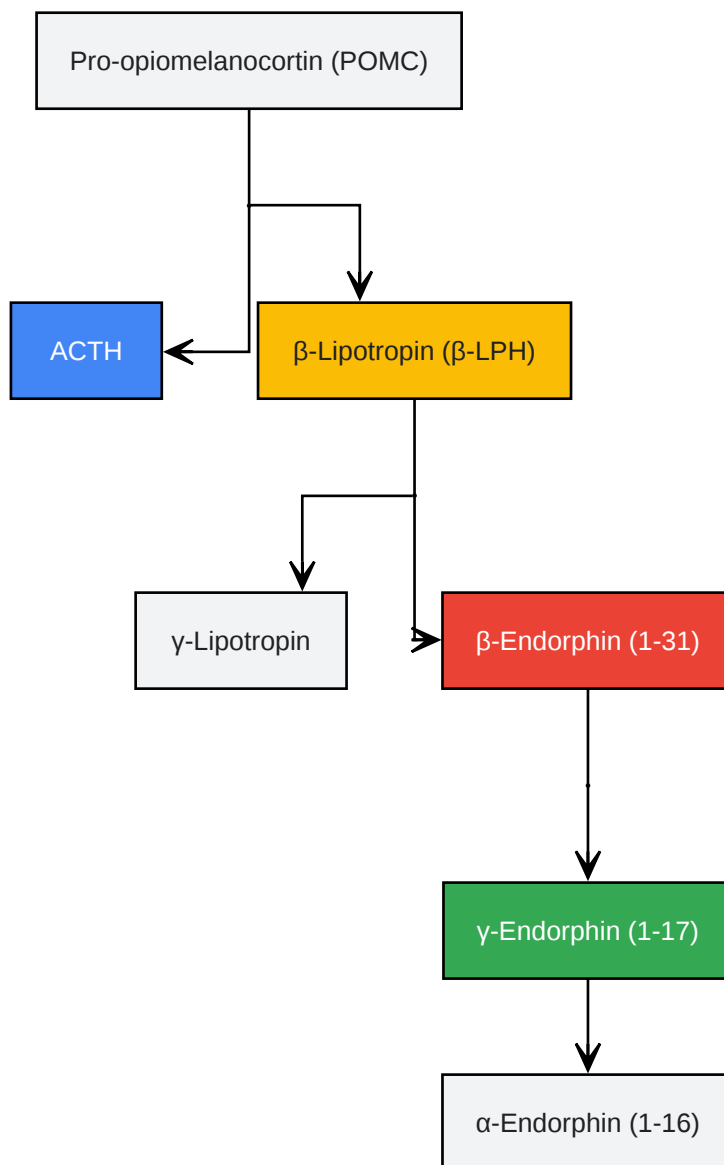 Pro-opiomelanocortin (POMC)
ACTH
β-Lipotropin (β-LPH)
γ-Lipotropin
β-Endorphin (1-31)
γ-Endorphin (1-17)
α-Endorphin (1-16)